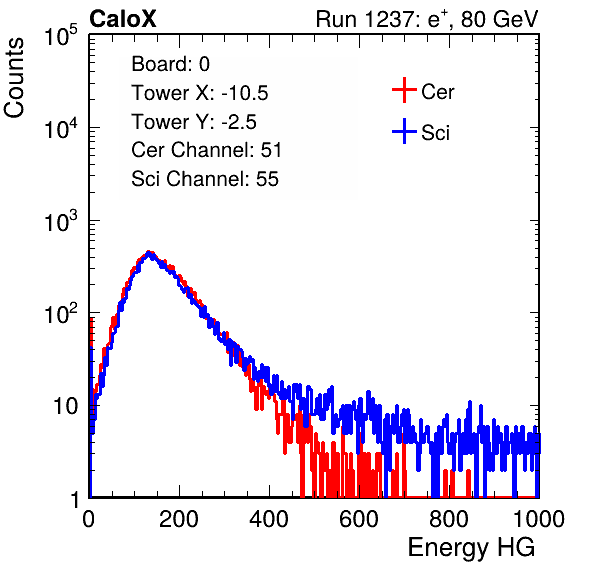 CaloX Run 1237: e⁺, 80 GeV
Counts
Board: 0
Tower X: -10.5
Tower Y: -2.5
Cer Channel: 51
Sci Channel: 55
Cer
Sci
10⁵
10⁴
10³
10²
10
1
0 200 400 600 800 1000
Energy HG